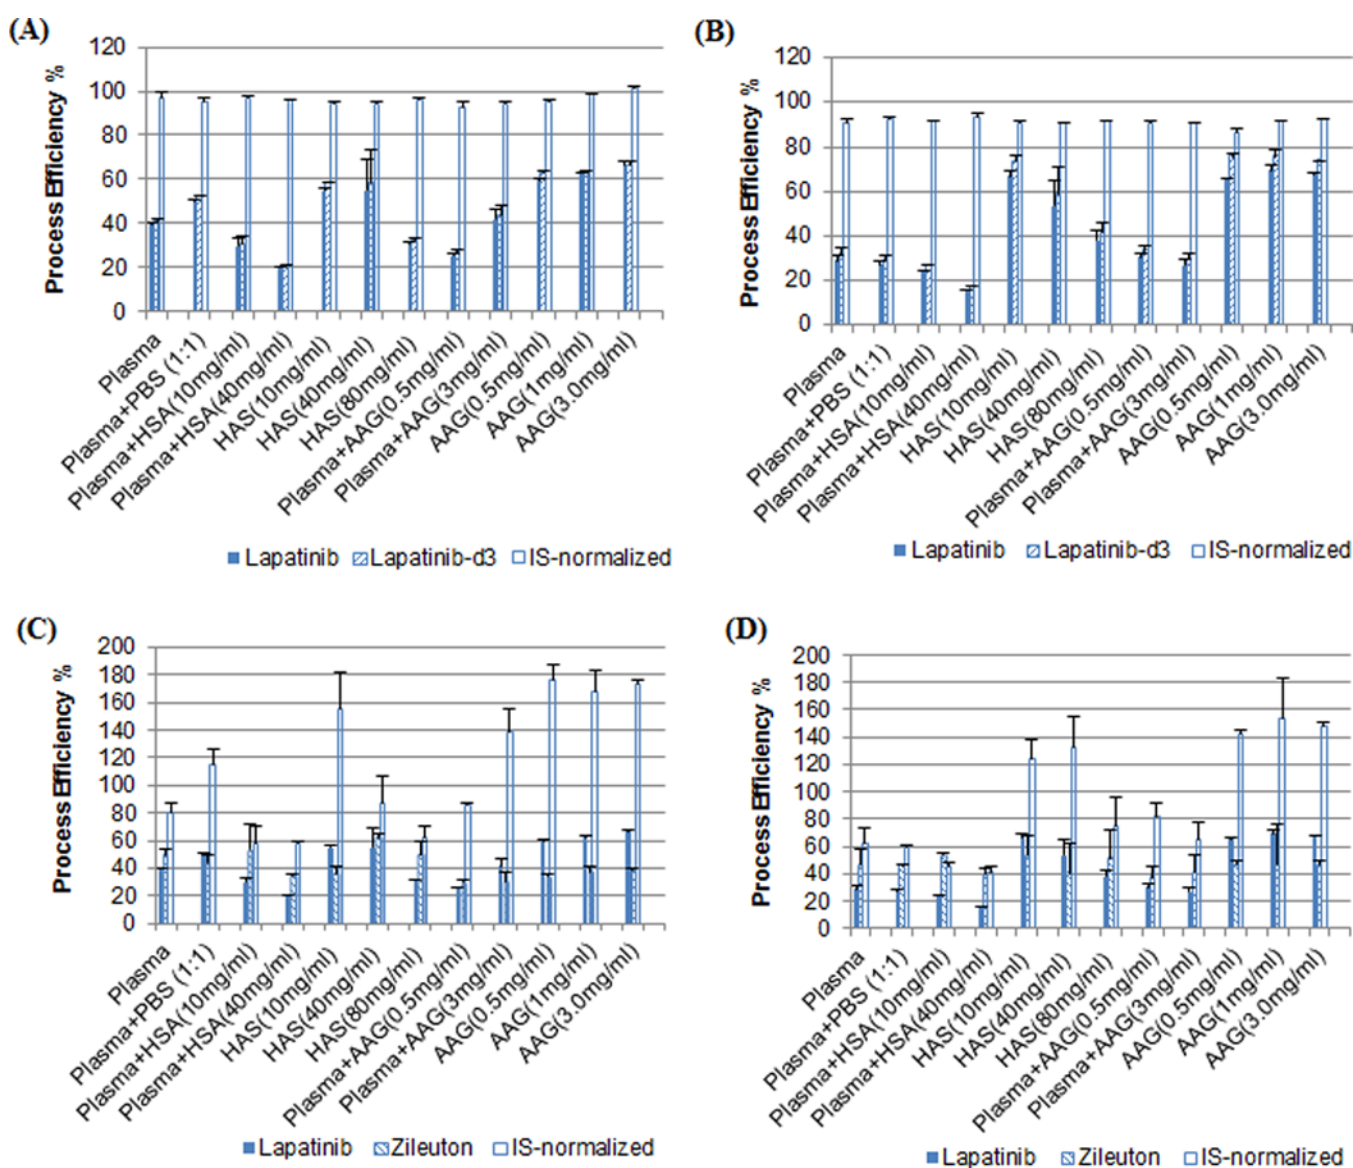 (A)
120
100
80
60
40
20
0
Process Efficiency %
Plasma
Plasma+PBS (1:1)
Plasma+HSA(10mg/ml)
Plasma+HSA(40mg/ml)
HAS(10mg/ml)
HAS(40mg/ml)
HAS(80mg/ml)
Plasma+AAG(0.5mg/ml)
Plasma+AAG(3mg/ml)
AAG(0.5mg/ml)
AAG(1mg/ml)
AAG(3.0mg/ml)
Lapatinib Lapatinib-d3 IS-normalized
(B)
120
100
80
60
40
20
0
Process Efficiency %
Plasma
Plasma+PBS (1:1)
Plasma+HSA(10mg/ml)
Plasma+HSA(40mg/ml)
HAS(10mg/ml)
HAS(40mg/ml)
HAS(80mg/ml)
Plasma+AAG(0.5mg/ml)
Plasma+AAG(3mg/ml)
AAG(0.5mg/ml)
AAG(1mg/ml)
AAG(3.0mg/ml)
Lapatinib Lapatinib-d3 IS-normalized
(C)
200
180
160
140
120
100
80
60
40
20
0
Process Efficiency %
Plasma
Plasma+PBS (1:1)
Plasma+HSA(10mg/ml)
Plasma+HSA(40mg/ml)
HAS(10mg/ml)
HAS(40mg/ml)
HAS(80mg/ml)
Plasma+AAG(0.5mg/ml)
Plasma+AAG(3mg/ml)
AAG(0.5mg/ml)
AAG(1mg/ml)
AAG(3.0mg/ml)
Lapatinib Zileuton IS-normalized
(D)
200
180
160
140
120
100
80
60
40
20
0
Process Efficiency %
Plasma
Plasma+PBS (1:1)
Plasma+HSA(10mg/ml)
Plasma+HSA(40mg/ml)
HAS(10mg/ml)
HAS(40mg/ml)
HAS(80mg/ml)
Plasma+AAG(0.5mg/ml)
Plasma+AAG(3mg/ml)
AAG(0.5mg/ml)
AAG(1mg/ml)
AAG(3.0mg/ml)
Lapatinib Zileuton IS-normalized